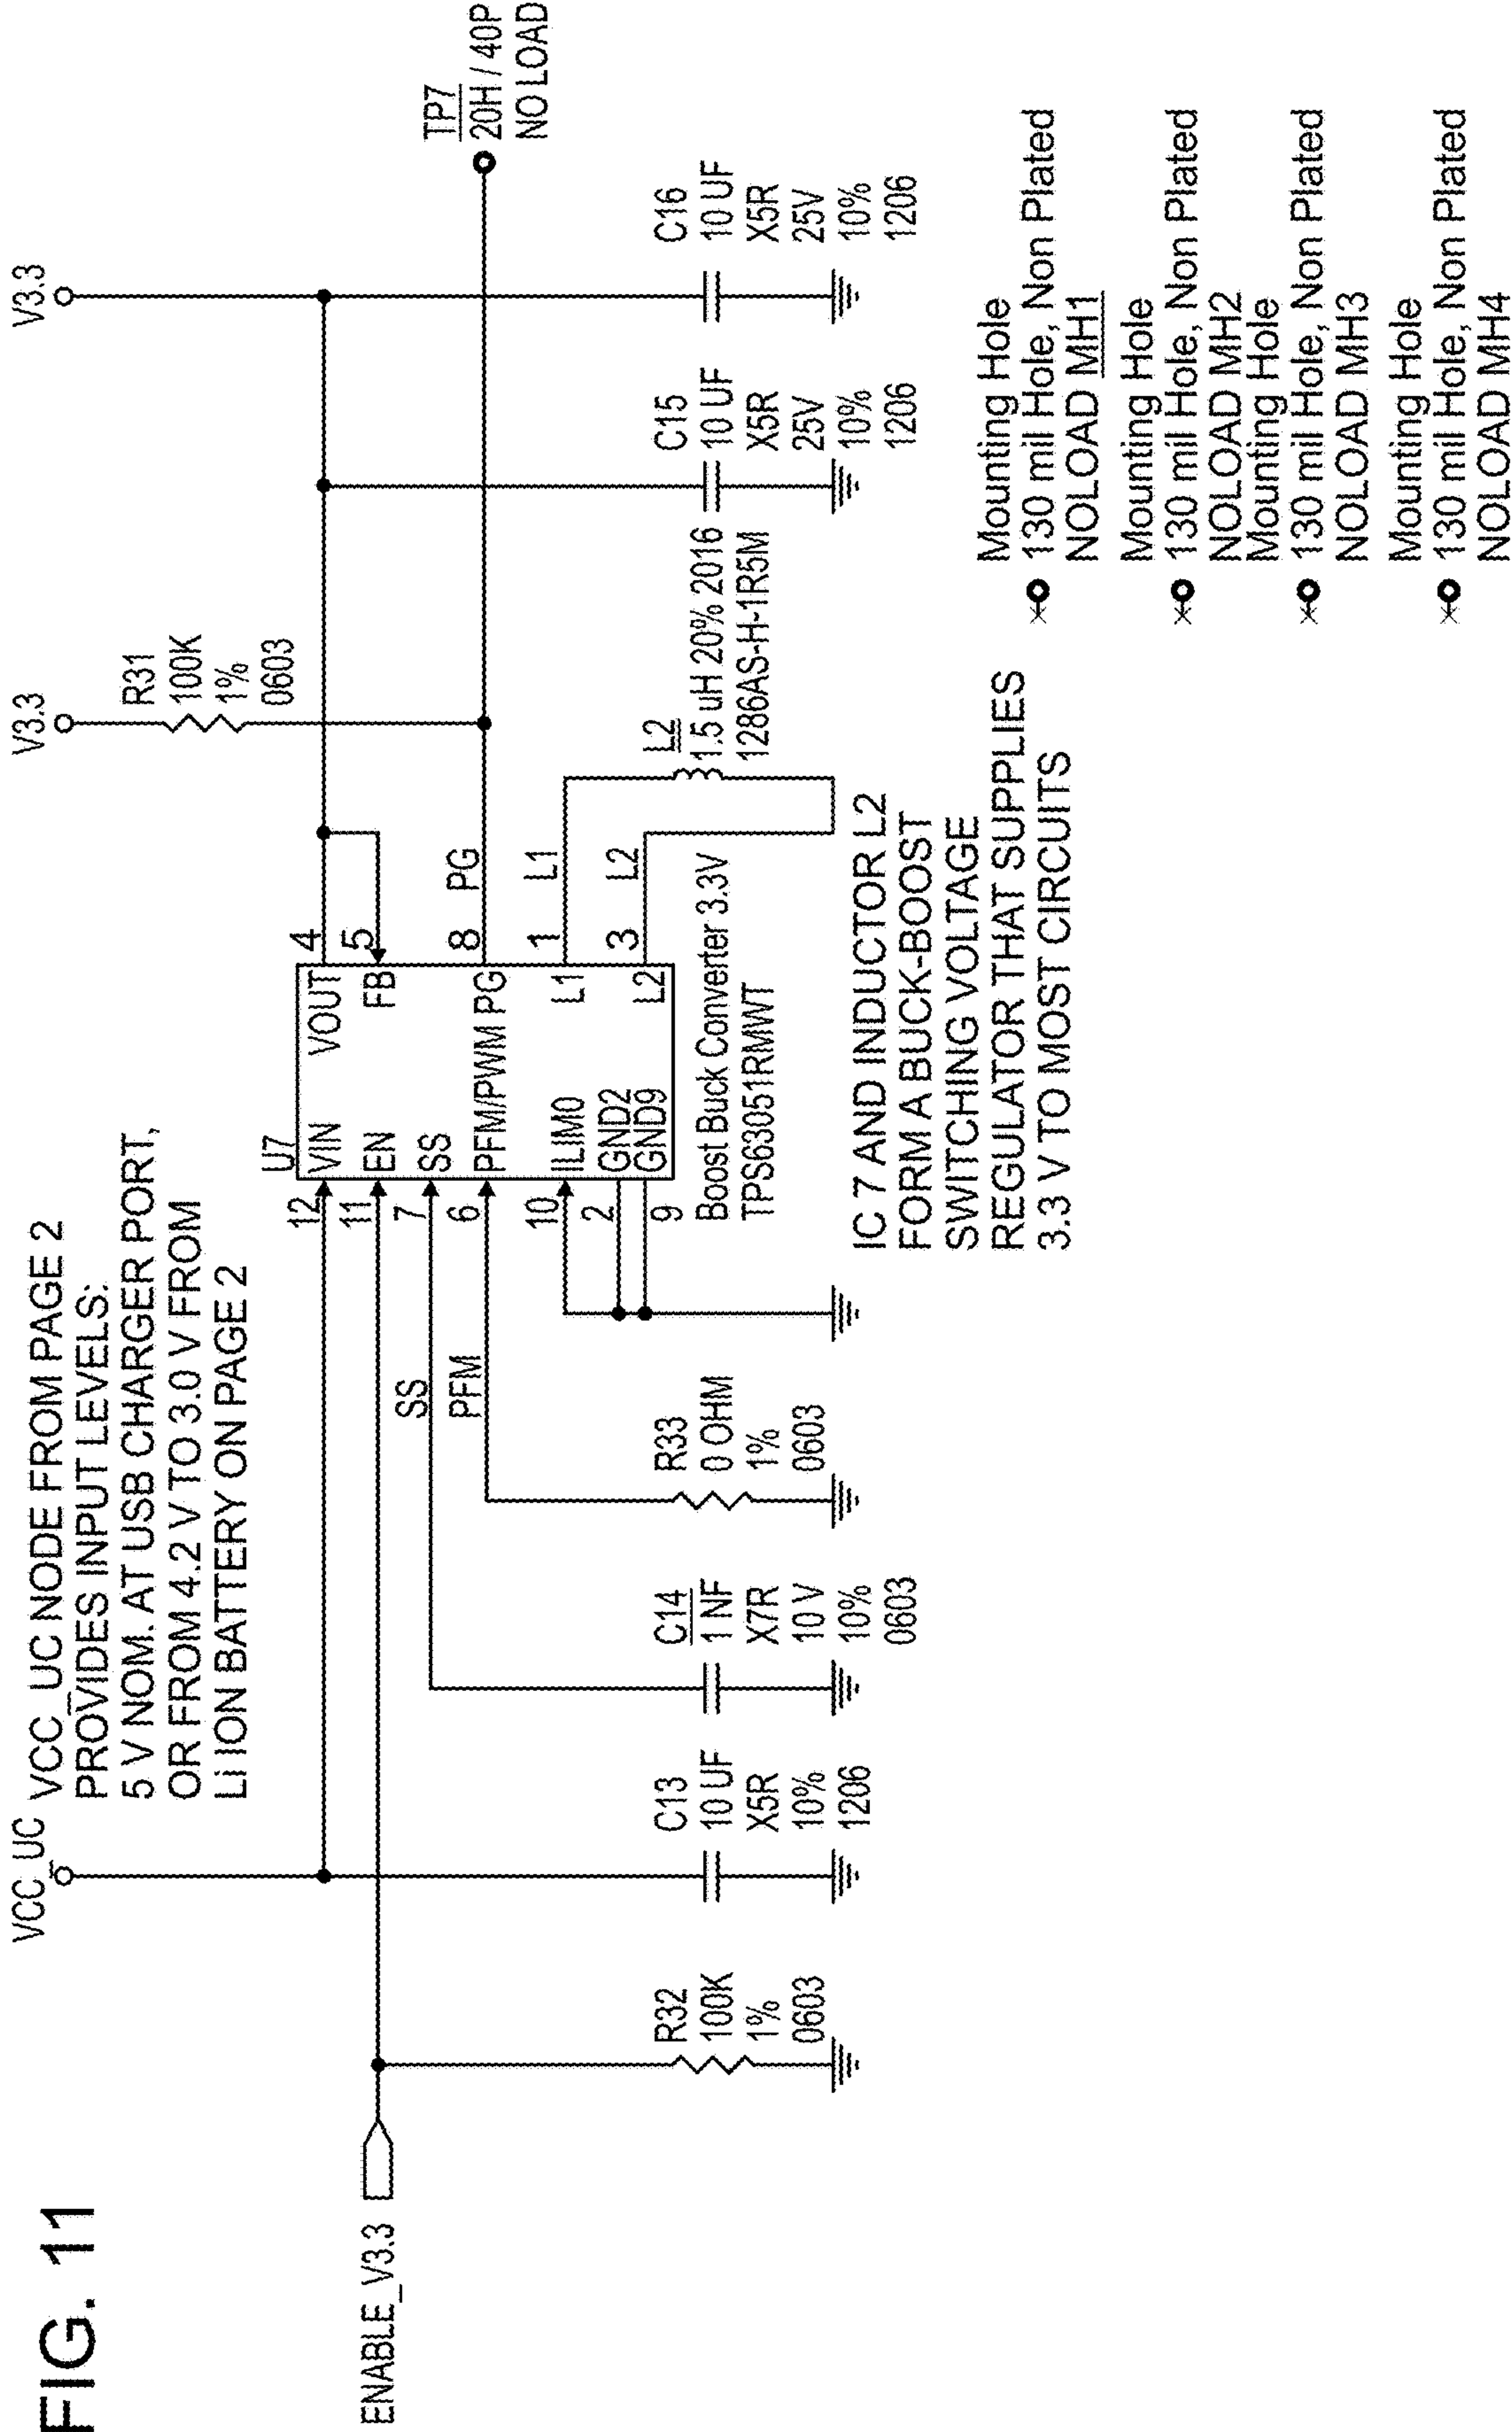 FIG. 11
VCC_UC
VCC_UC NODE FROM PAGE 2
PROVIDES INPUT LEVELS:
5 V NOM. AT USB CHARGER PORT,
OR FROM 4.2 V TO 3.0 V FROM
Li ION BATTERY ON PAGE 2
V3.3
V3.3
R31
100K
1%
0603
TP7
20H / 40P
NO LOAD
ENABLE_V3.3
U7
12
VIN
VOUT
4
11
EN
FB
5
SS
7
SS
PFM
6
PFM/PWM PG
8
PG
10
ILIM0
L1
1
L1
2
GND2
9
GND9
L2
3
L2
Boost Buck Converter 3.3V
TPS63051RMWT
R32
100K
1%
0603
C13
10 UF
X5R
10%
1206
C14
1 NF
X7R
10 V
10%
0603
R33
0 OHM
1%
0603
L2
1.5 uH 20% 2016
1286AS-H-1R5M
C15
10 UF
X5R
25V
10%
1206
C16
10 UF
X5R
25V
10%
1206
IC 7 AND INDUCTOR L2
FORM A BUCK-BOOST
SWITCHING VOLTAGE
REGULATOR THAT SUPPLIES
3.3 V TO MOST CIRCUITS
Mounting Hole
130 mil Hole, Non Plated
NOLOAD MH1
Mounting Hole
130 mil Hole, Non Plated
NOLOAD MH2
Mounting Hole
130 mil Hole, Non Plated
NOLOAD MH3
Mounting Hole
130 mil Hole, Non Plated
NOLOAD MH4